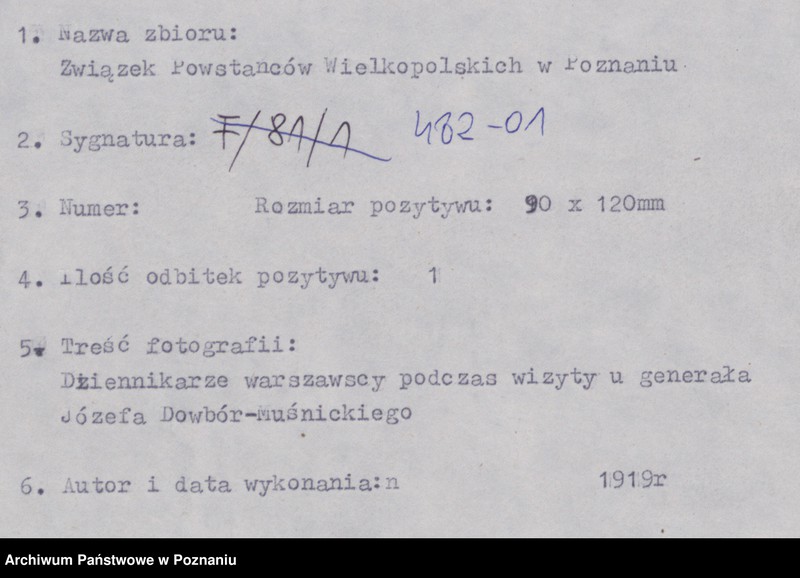 1. Nazwa zbioru:
Związek Powstańców Wielkopolskich w Poznaniu
2. Sygnatura: F/81/1 482-01
3. Numer: Rozmiar pozytywu: 90 x 120mm
4. Ilość odbitek pozytywu: 1
5. Treść fotografii:
Dziennikarze warszawscy podczas wizyty u generała
Józefa Dowbór-Muśnickiego
6. Autor i data wykonania:n 1919r
Archiwum Państwowe w Poznaniu